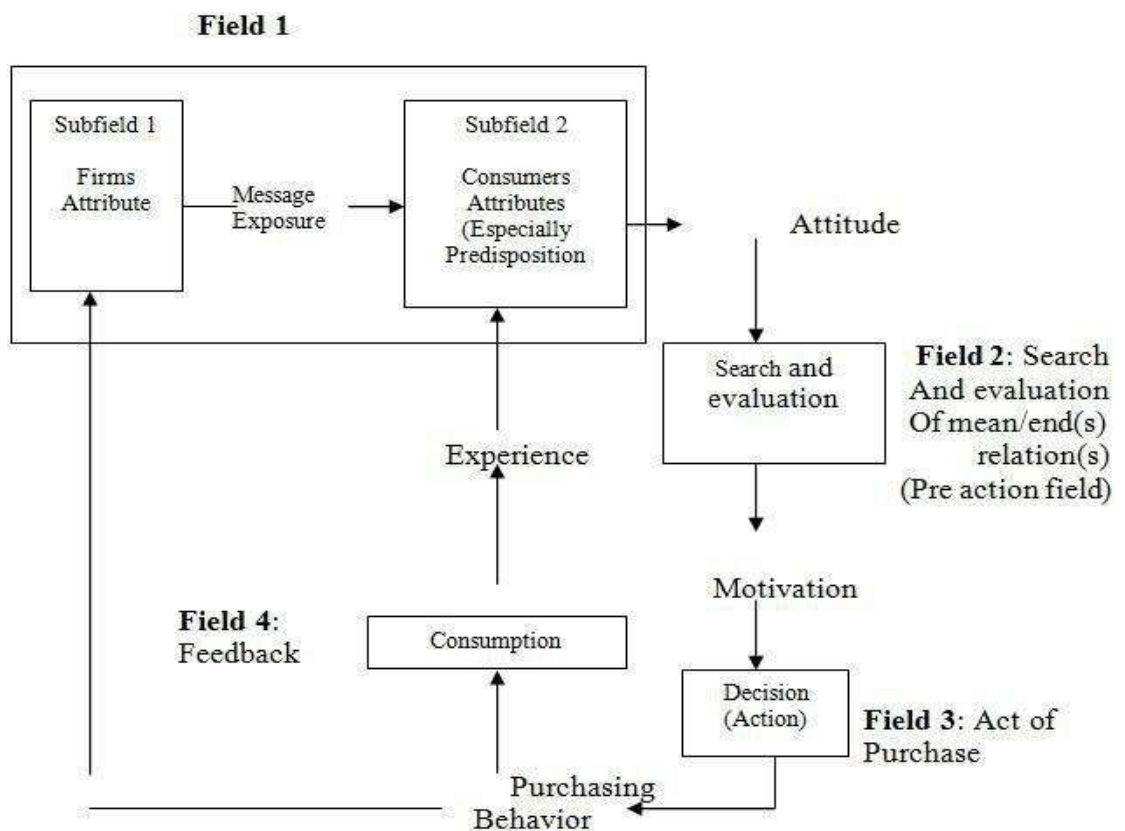 Field 1
Subfield 1
Firms
Attribute
Message
Exposure
Subfield 2
Consumers
Attributes
(Especially
Predisposition
Attitude
Search and
evaluation
Field 2: Search
And evaluation
Of mean/end(s)
relation(s)
(Pre action field)
Experience
Motivation
Field 4:
Feedback
Consumption
Decision
(Action)
Field 3: Act of
Purchase
Purchasing
Behavior